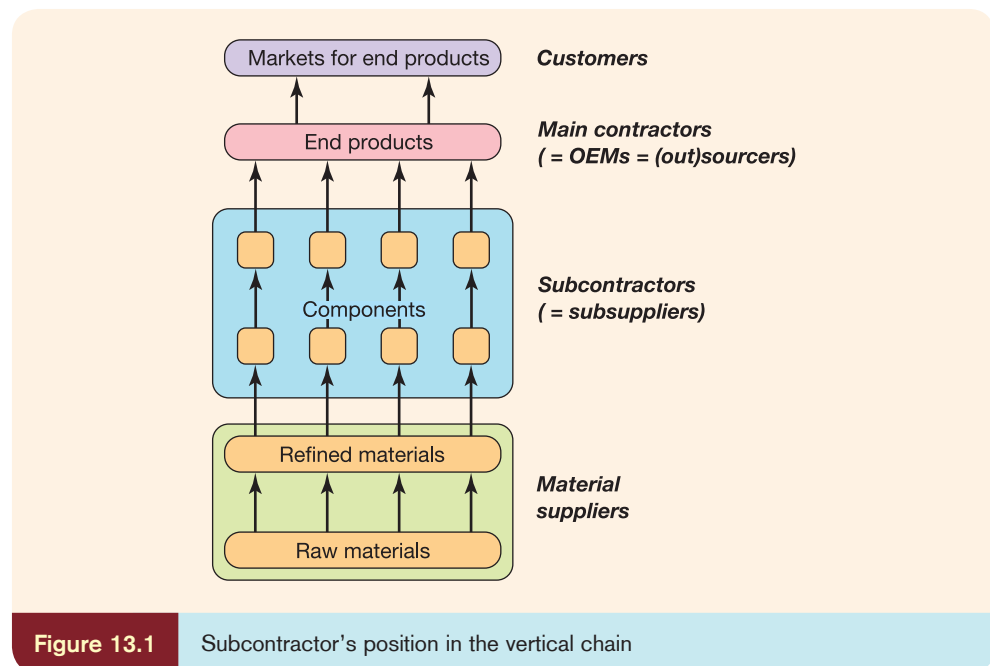 Markets for end products
Customers
End products
Main contractors
( = OEMs = (out)sourcers)
Components
Subcontractors
( = subsuppliers)
Refined materials
Material
suppliers
Raw materials
Figure 13.1
Subcontractor's position in the vertical chain